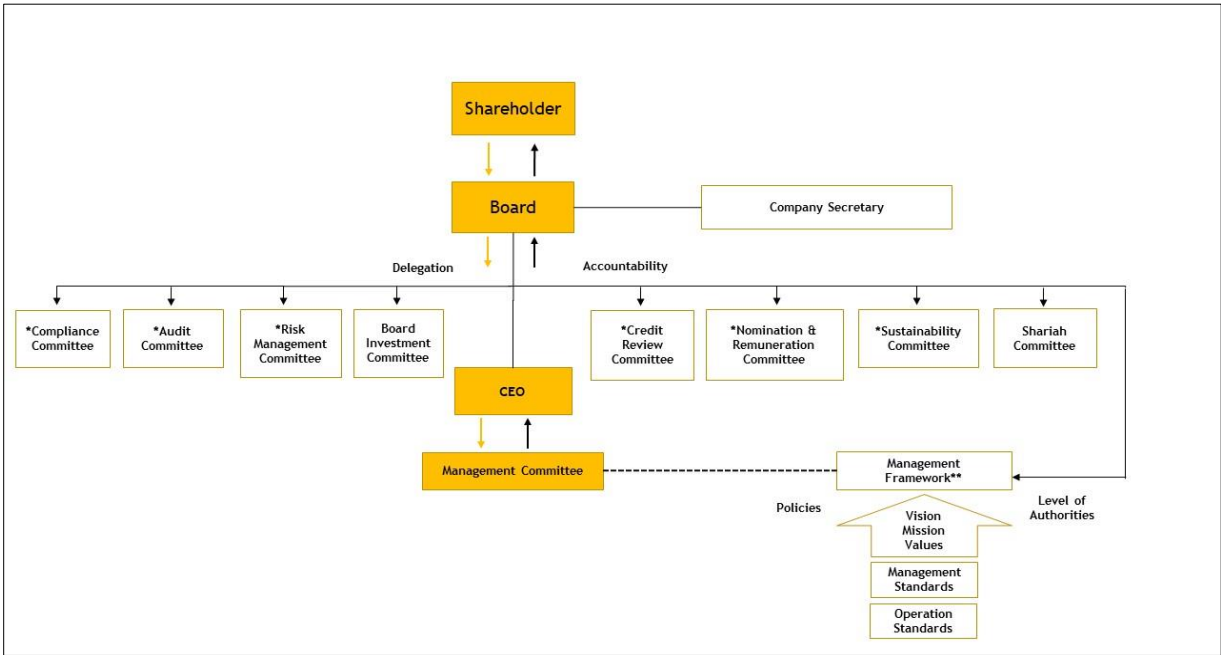 Shareholder
Board
Company Secretary
Delegation
Accountability
*Compliance
Committee
*Audit
Committee
*Risk
Management
Committee
Board
Investment
Committee
*Credit
Review
Committee
*Nomination &
Remuneration
Committee
*Sustainability
Committee
Shariah
Committee
CEO
Management Committee
Management
Framework**
Policies
Level of
Authorities
Vision
Mission
Values
Management
Standards
Operation
Standards